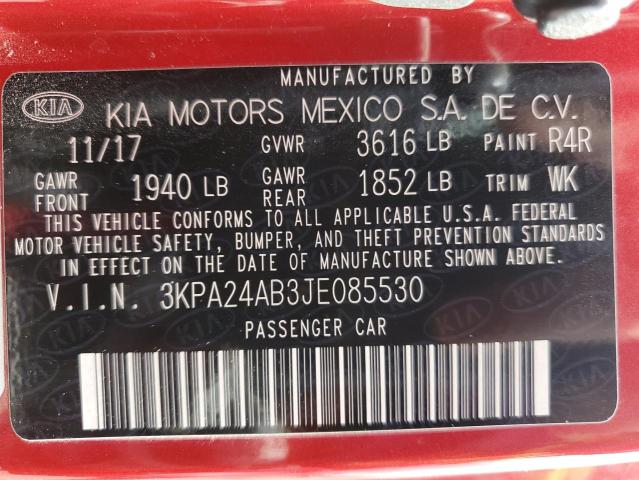 MANUFACTURED BY
KIA KIA MOTORS MEXICO S.A. DE C.V.
11/17 GVWR 3616 LB PAINT R4R
GAWR FRONT 1940 LB GAWR REAR 1852 LB TRIM WK
THIS VEHICLE CONFORMS TO ALL APPLICABLE U.S.A. FEDERAL
MOTOR VEHICLE SAFETY, BUMPER, AND THEFT PREVENTION STANDARDS
IN EFFECT ON THE DATE OF MANUFACTURE SHOWN ABOVE.
V.I.N. 3KPA24AB3JE085530
PASSENGER CAR